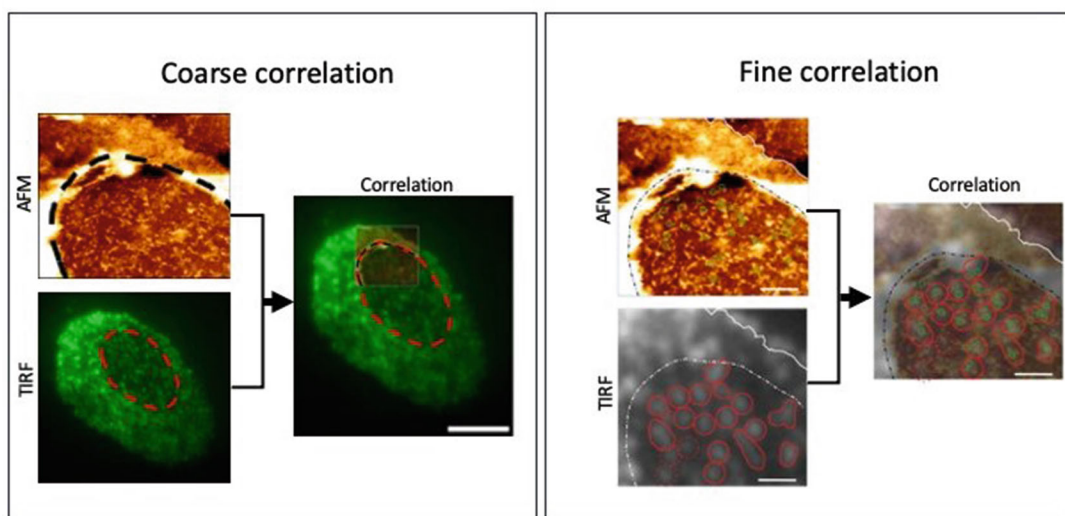 Coarse correlation
AFM
TIRF
Correlation
Fine correlation
AFM
TIRF
Correlation